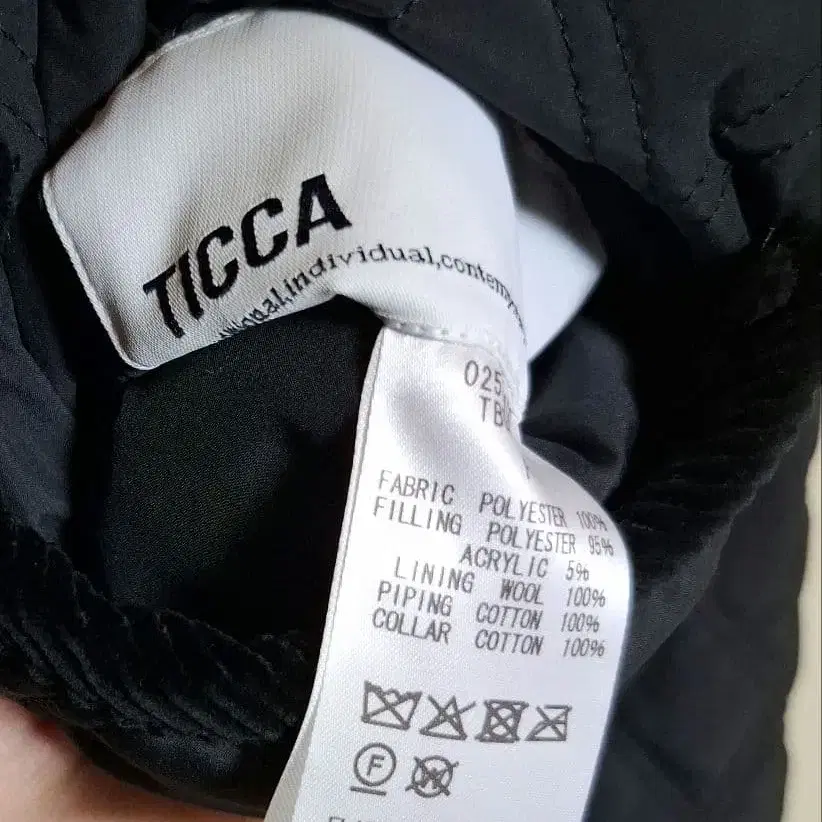 TICCA
individual,contemp
025
TB
FABRIC POLYESTER 100%
FILLING POLYESTER 95%
ACRYLIC 5%
LINING WOOL 100%
PIPING COTTON 100%
COLLAR COTTON 100%
F
W